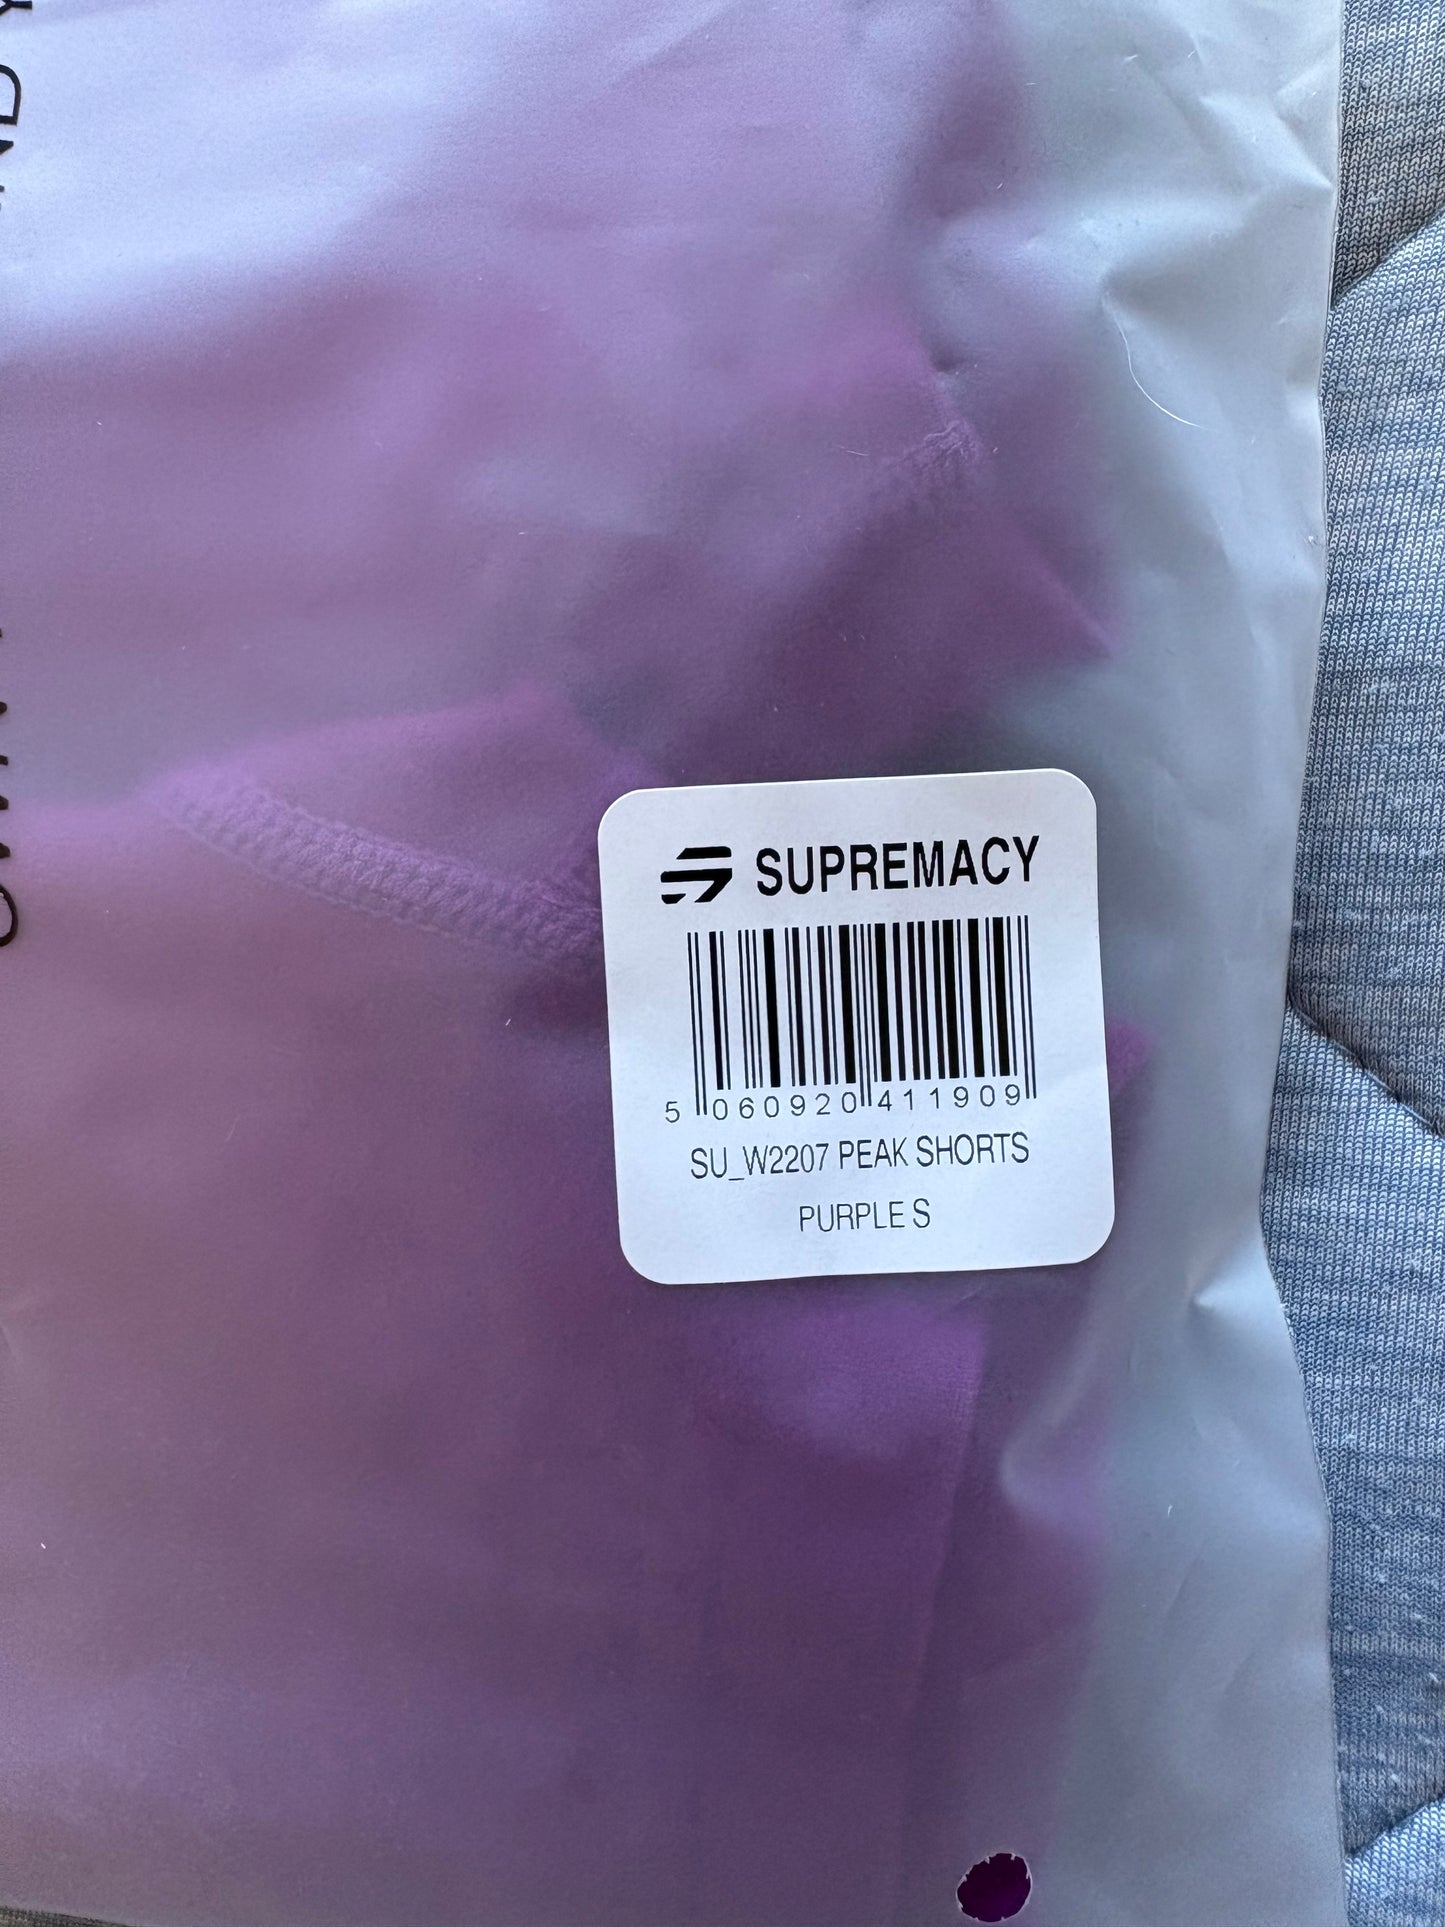 SUPREMACY
5 060920 411909
SU_W2207 PEAK SHORTS
PURPLE S